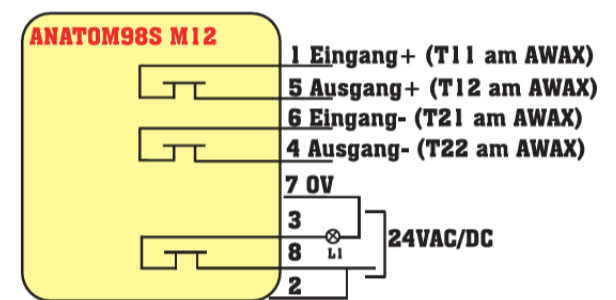 ANATOM98S M12
1 Eingang+ (T11 am AWAX)
5 Ausgang+ (T12 am AWAX)
6 Eingang- (T21 am AWAX)
4 Ausgang- (T22 am AWAX)
7 0V
3
L1
24VAC/DC
8
2